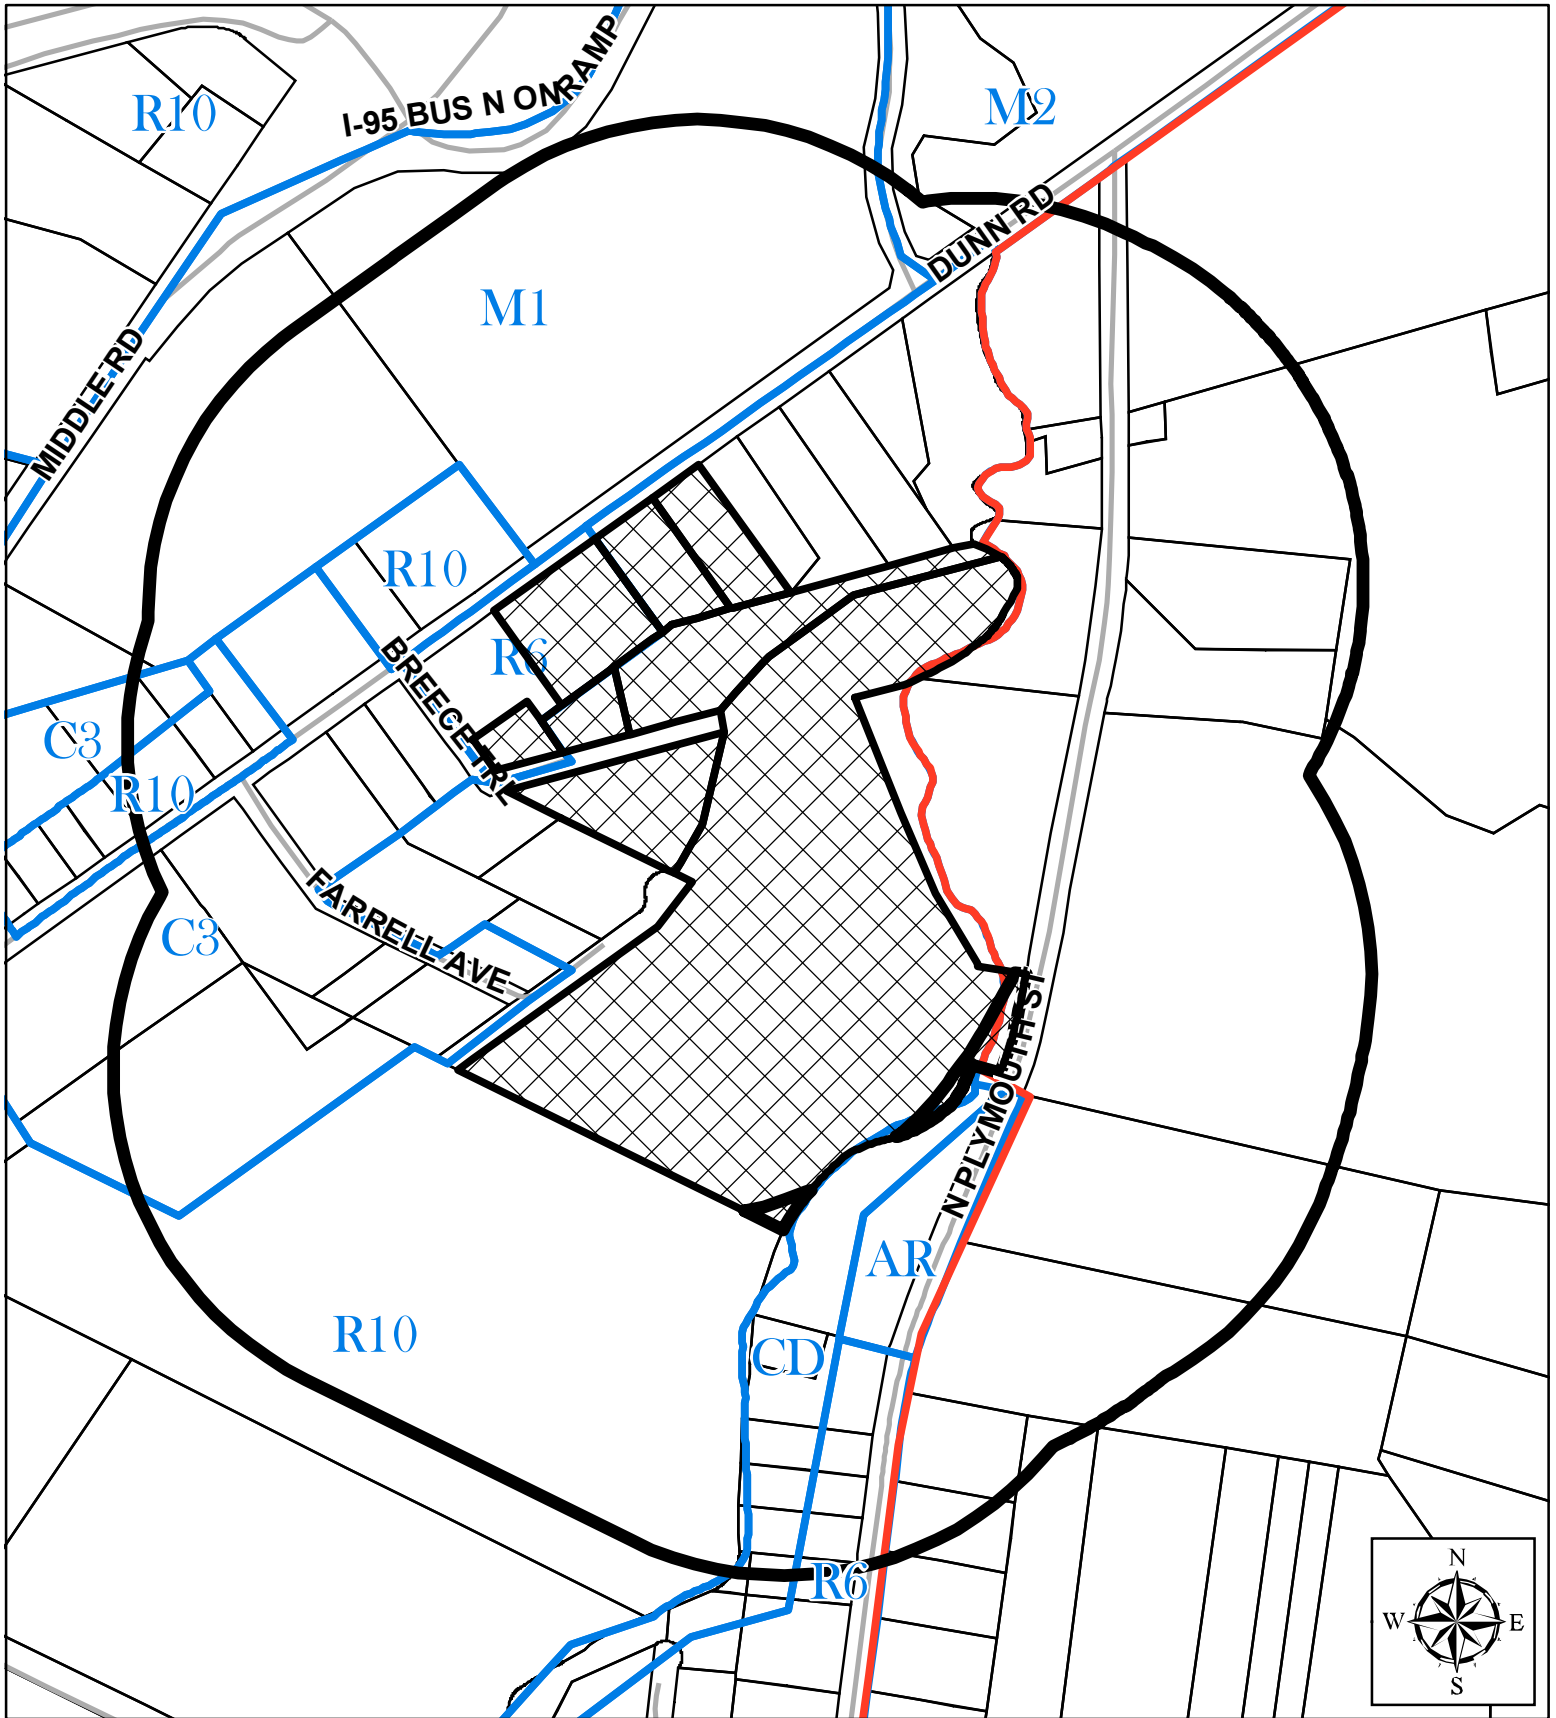 I-95 BUS N ON RAMP
R10
M2
DUNN RD
M1
MIDDLE RD
R10
R6
BREECE TRL
C3
R10
FARRELL AVE
C3
N PLYMOUTH ST
AR
R10
CD
R6
N
W E
S